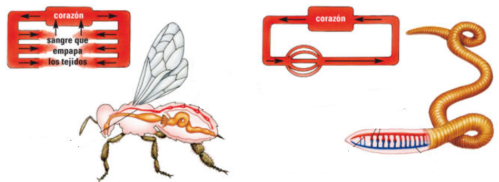 corazón
sangre que
empapa
los tejidos
corazón